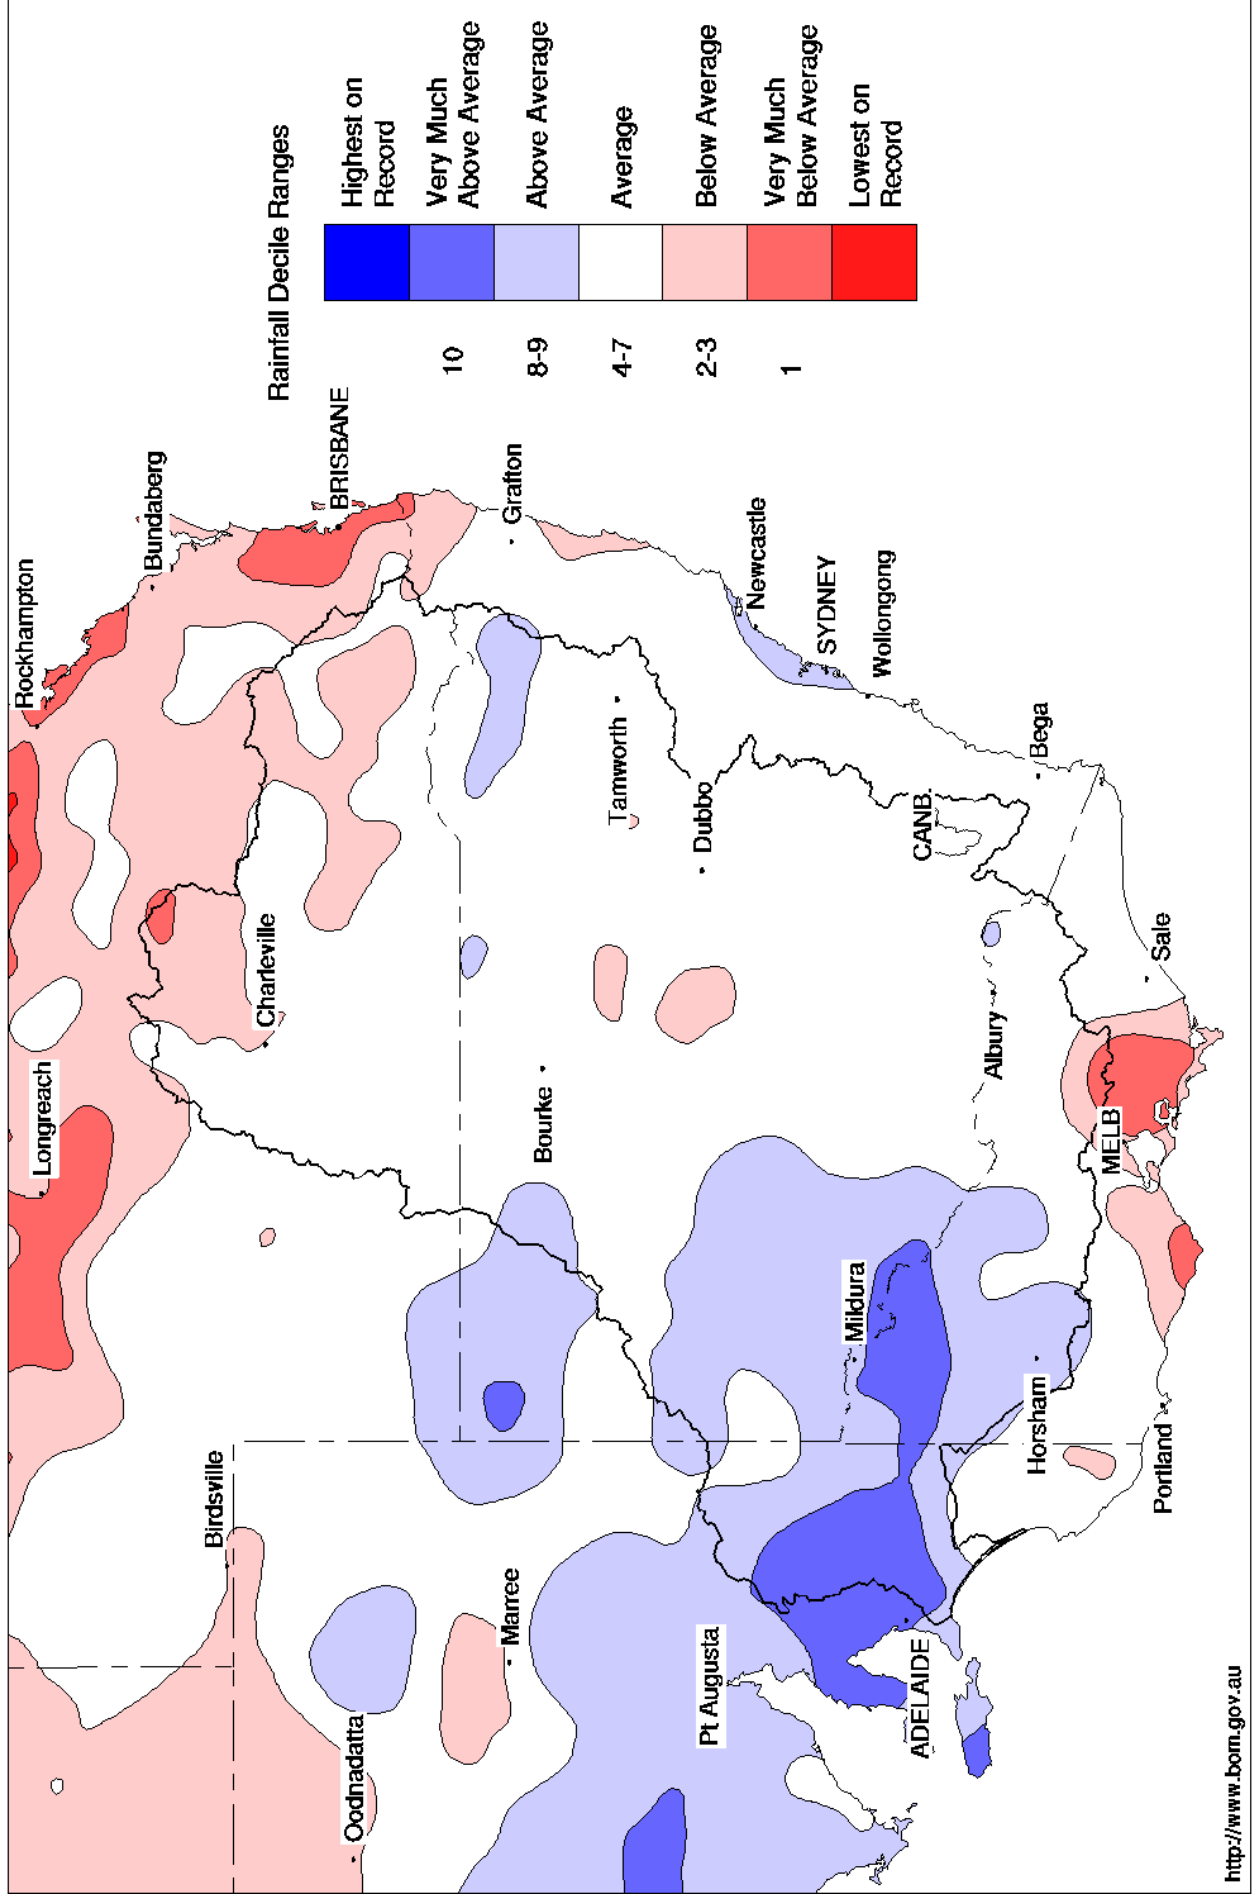 Rockhampton
Longreach
Bundaberg
Birdsville
Charleville
BRISBANE
Oodnadatta
Marree
Bourke
Grafton
Tamworth
Pt Augusta
Dubbo
Newcastle
Mildura
SYDNEY
Wollongong
ADELAIDE
CANB.
Albury
Horsham
Bega
MELB
Portland
Sale
Rainfall Decile Ranges
Highest on
Record
10
Very Much
Above Average
8-9
Above Average
4-7
Average
2-3
Below Average
1
Very Much
Below Average
Lowest on
Record
http://www.bom.gov.au